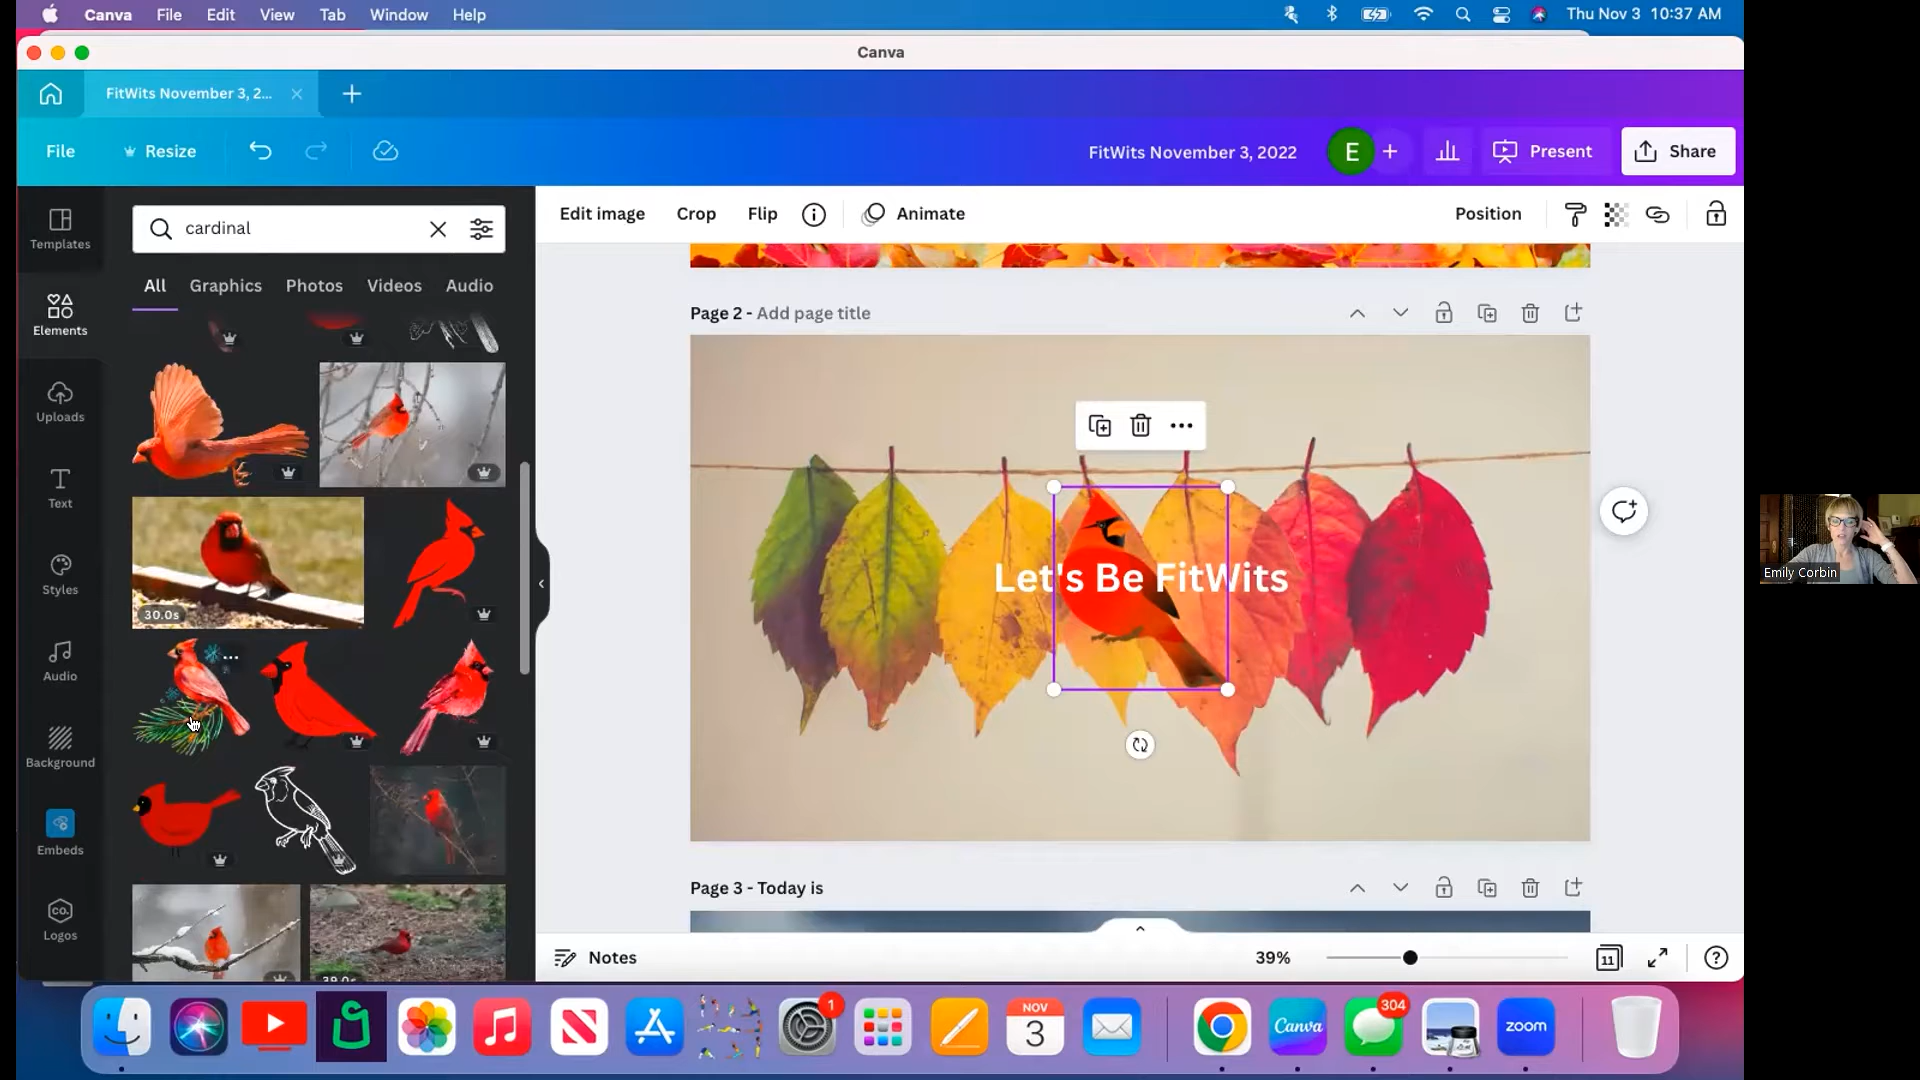 Canva File Edit View Tab Window Help Thu Nov 3 10:37 AM
Canva
FitWits November 3, 2...
File Resize FitWits November 3, 2022 E Present Share
Templates
Elements
Uploads
Text
Styles
Audio
Background
Embeds
CO.
Logos
cardinal
All Graphics Photos Videos Audio
30.0s
Edit image Crop Flip Animate Position
Page 2 - Add page title
Let's Be FitWits
Page 3 - Today is
Notes 39% 11
Emily Corbin
1
NOV
3
Canva
304
zoom